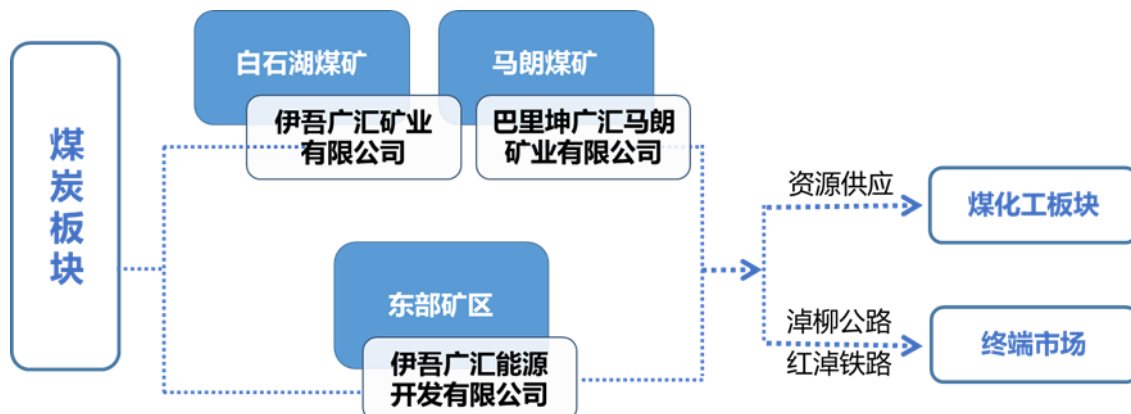 煤炭板块
白石湖煤矿
伊吾广汇矿业
有限公司
马朗煤矿
巴里坤广汇马朗
矿业有限公司
东部矿区
伊吾广汇能源
开发有限公司
资源供应
煤化工板块
淖柳公路
红淖铁路
终端市场